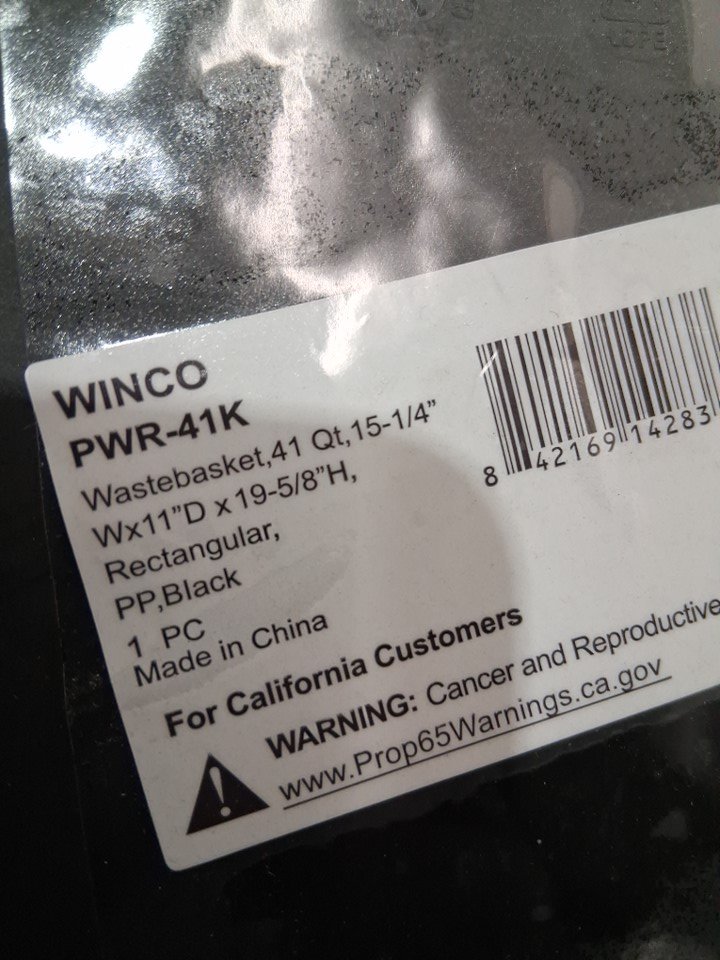 WINCO
PWR-41K
Wastebasket,41 Qt,15-1/4”
Wx11”D x 19-5/8”H,
Rectangular,
PP,Black
1 PC
Made in China
8 42169 14283
For California Customers
WARNING: Cancer and Reproductive
www.Prop65Warnings.ca.gov